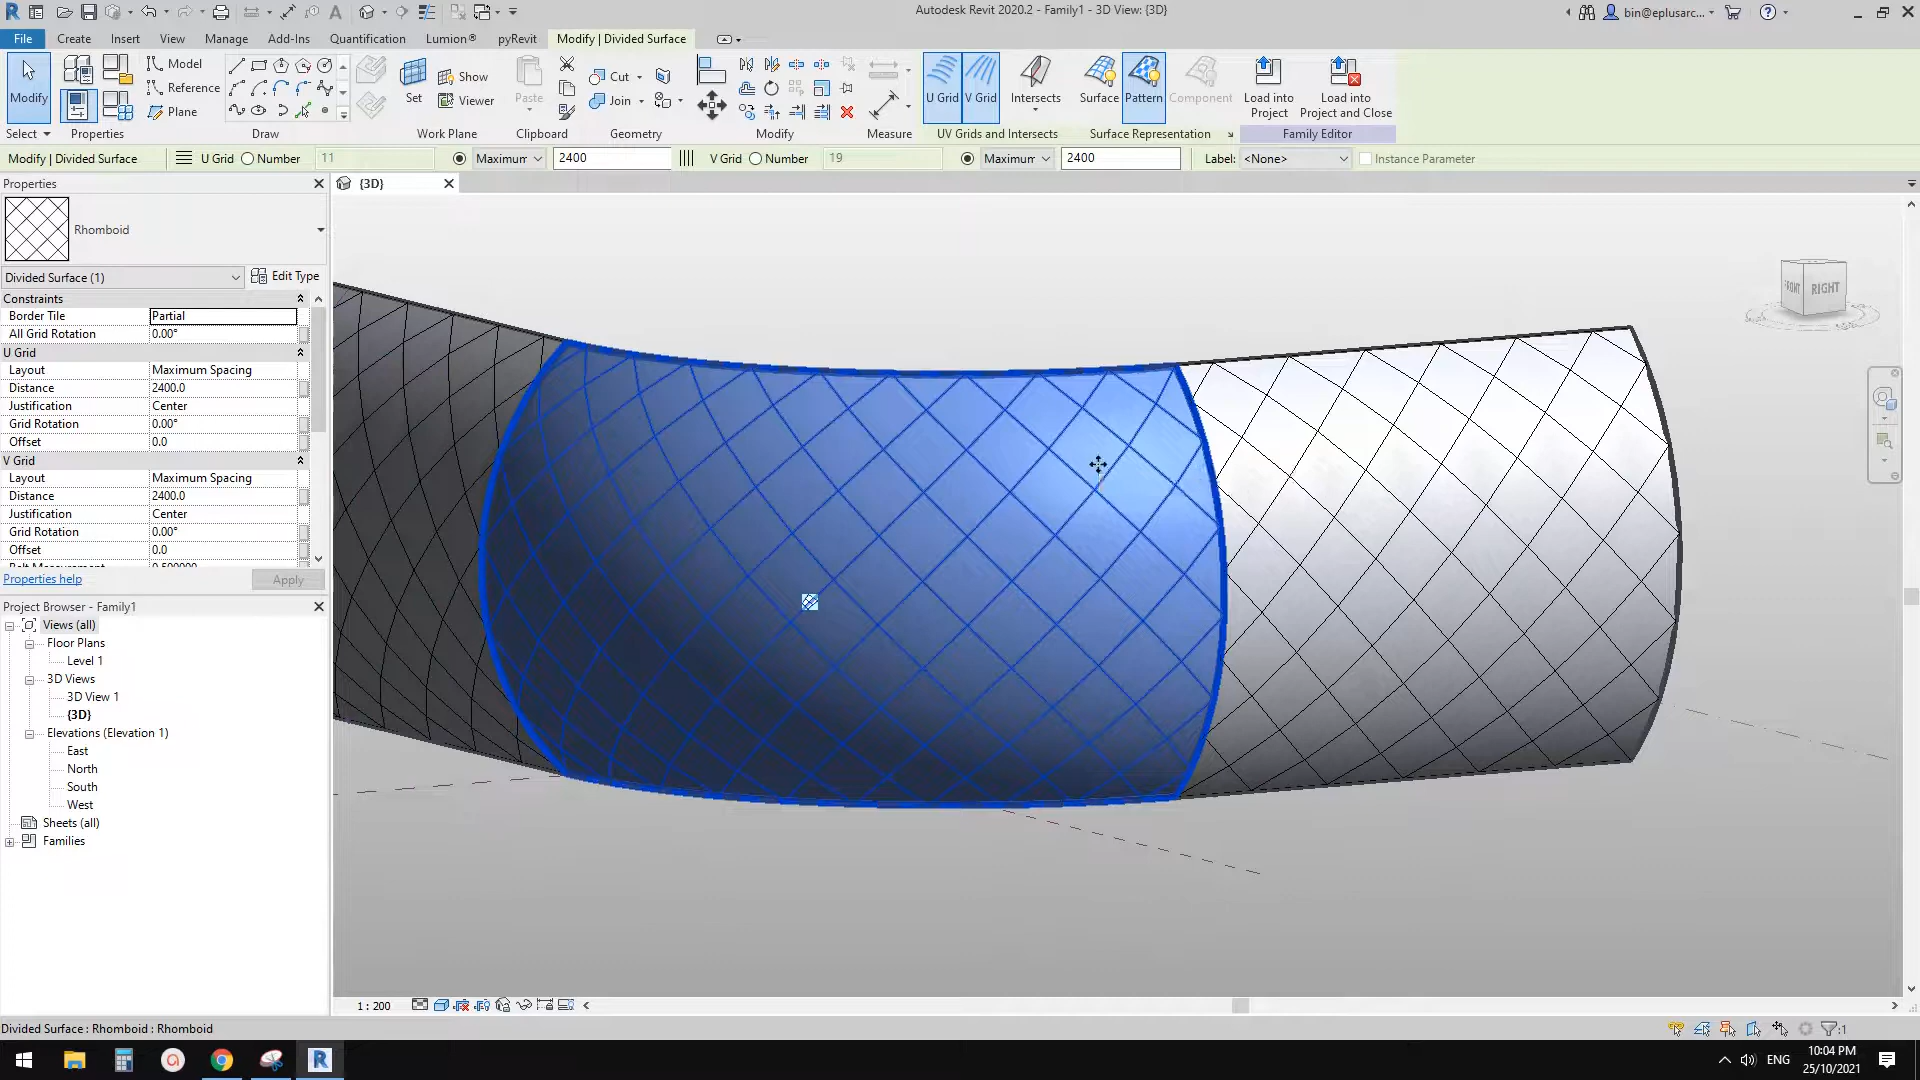 Autodesk Revit 2020.2 - Family1 - 3D View: {3D}
bin@eplusarc...
File Create Insert View Manage Add-Ins Quantification Lumion® pyRevit Modify | Divided Surface
Modify
Model
Reference
Plane
Set
Show
Viewer
Paste
Cut
Join
U Grid
V Grid
Intersects
Surface
Pattern
Component
Load into
Project
Load into
Project and Close
Select Properties Draw Work Plane Clipboard Geometry Modify Measure UV Grids and Intersects Surface Representation Family Editor
Modify | Divided Surface U Grid Number 11 Maximum 2400 V Grid Number 19 Maximum 2400 Label: <None> Instance Parameter
Properties
{3D}
Rhomboid
Divided Surface (1) Edit Type
Constraints
Border Tile Partial
All Grid Rotation 0.00°
U Grid
Layout Maximum Spacing
Distance 2400.0
Justification Center
Grid Rotation 0.00°
Offset 0.0
V Grid
Layout Maximum Spacing
Distance 2400.0
Justification Center
Grid Rotation 0.00°
Offset 0.0
Properties help Apply
Project Browser - Family1
Views (all)
Floor Plans
Level 1
3D Views
3D View 1
{3D}
Elevations (Elevation 1)
East
North
South
West
Sheets (all)
Families
FRONT RIGHT
1 : 200
Divided Surface : Rhomboid : Rhomboid
:1
ENG
10:04 PM
25/10/2021